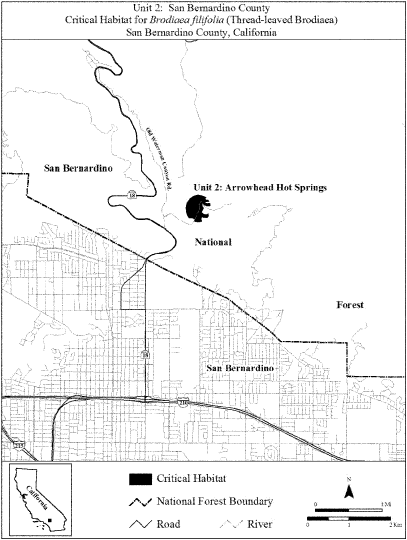 Unit 2: San Bernardino County
Critical Habitat for Brodiaea filifolia (Thread-leaved Brodiaea)
San Bernardino County, California
Old Waterman Canyon Rd.
San Bernardino
18
Unit 2: Arrowhead Hot Springs
National
Forest
18
San Bernardino
215
California
Critical Habitat
National Forest Boundary
Road
River
N
0 1 Mi
0 1 2 Km